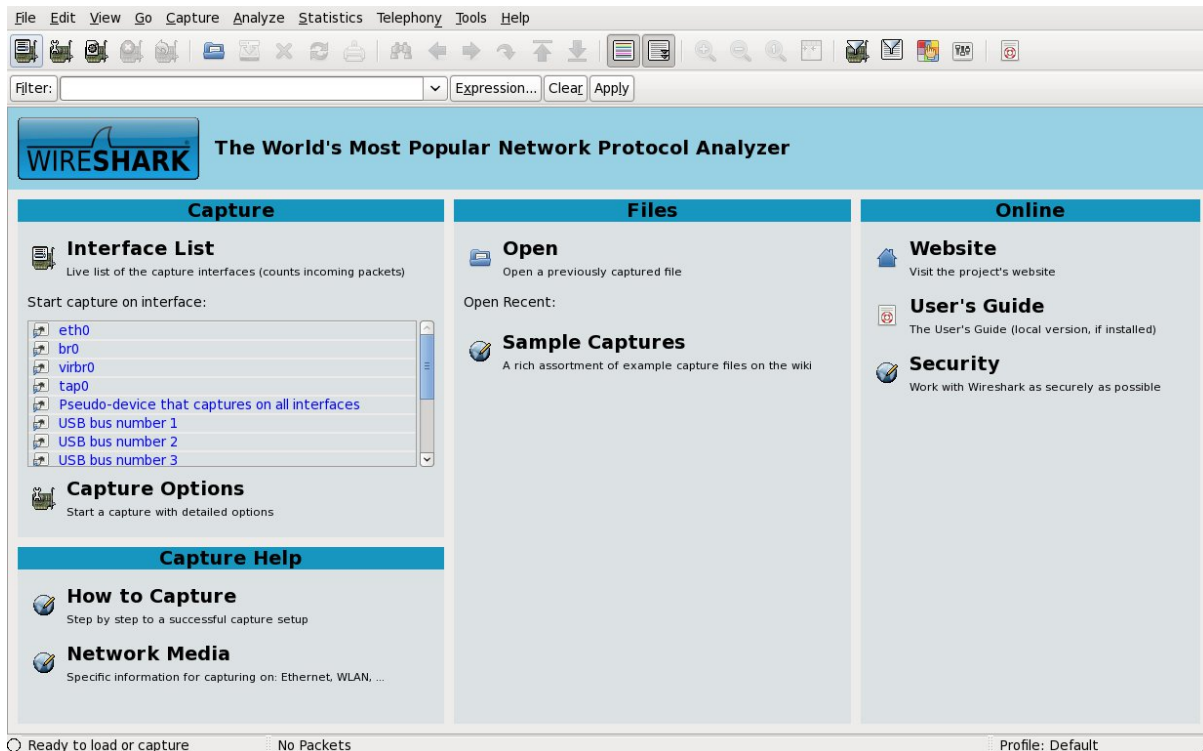 File Edit View Go Capture Analyze Statistics Telephony Tools Help
Filter: Expression... Clear Apply
WIRESHARK
The World's Most Popular Network Protocol Analyzer
Capture
Interface List
Live list of the capture interfaces (counts incoming packets)
Start capture on interface:
eth0
br0
virbr0
tap0
Pseudo-device that captures on all interfaces
USB bus number 1
USB bus number 2
USB bus number 3
Capture Options
Start a capture with detailed options
Capture Help
How to Capture
Step by step to a successful capture setup
Network Media
Specific information for capturing on: Ethernet, WLAN, ...
Files
Open
Open a previously captured file
Open Recent:
Sample Captures
A rich assortment of example capture files on the wiki
Online
Website
Visit the project's website
User's Guide
The User's Guide (local version, if installed)
Security
Work with Wireshark as securely as possible
Ready to load or capture
No Packets
Profile: Default